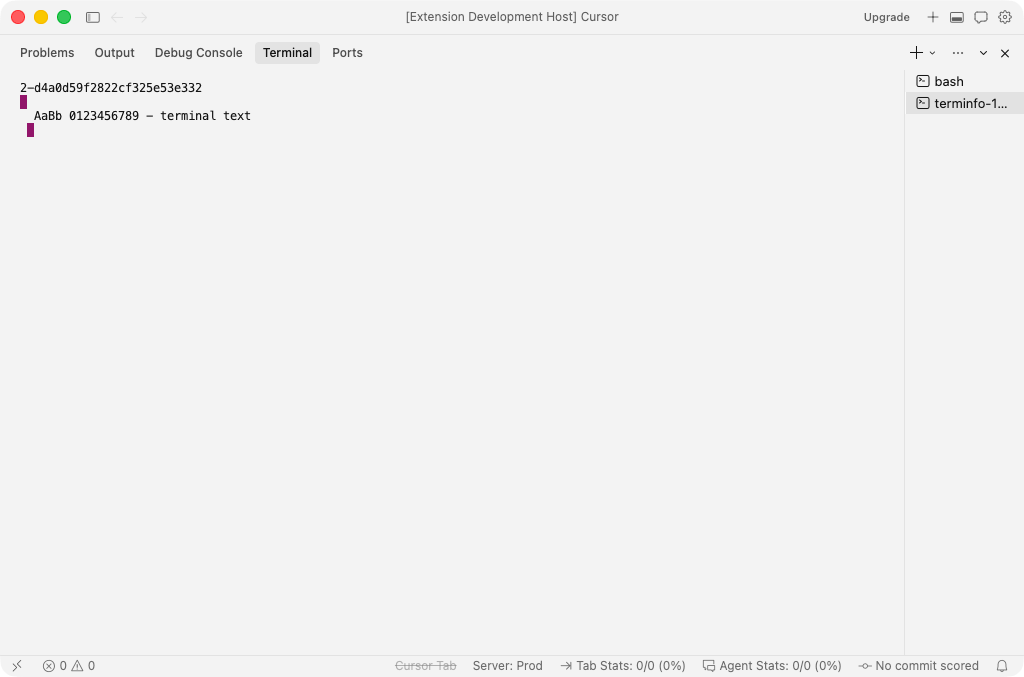 [Extension Development Host] Cursor
Upgrade
Problems Output Debug Console Terminal Ports
2-d4a0d59f2822cf325e53e332
AaBb 0123456789 – terminal text
bash
terminfo-1...
0 0 Cursor Tab Server: Prod Tab Stats: 0/0 (0%) Agent Stats: 0/0 (0%) No commit scored